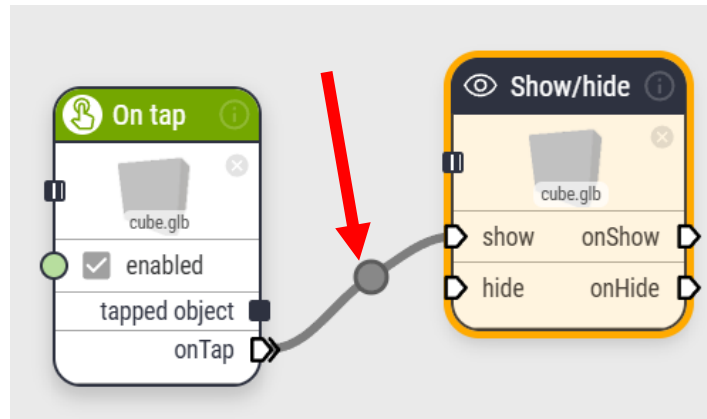 On tap
cube.glb
enabled
tapped object
onTap
Show/hide
cube.glb
show onShow
hide onHide